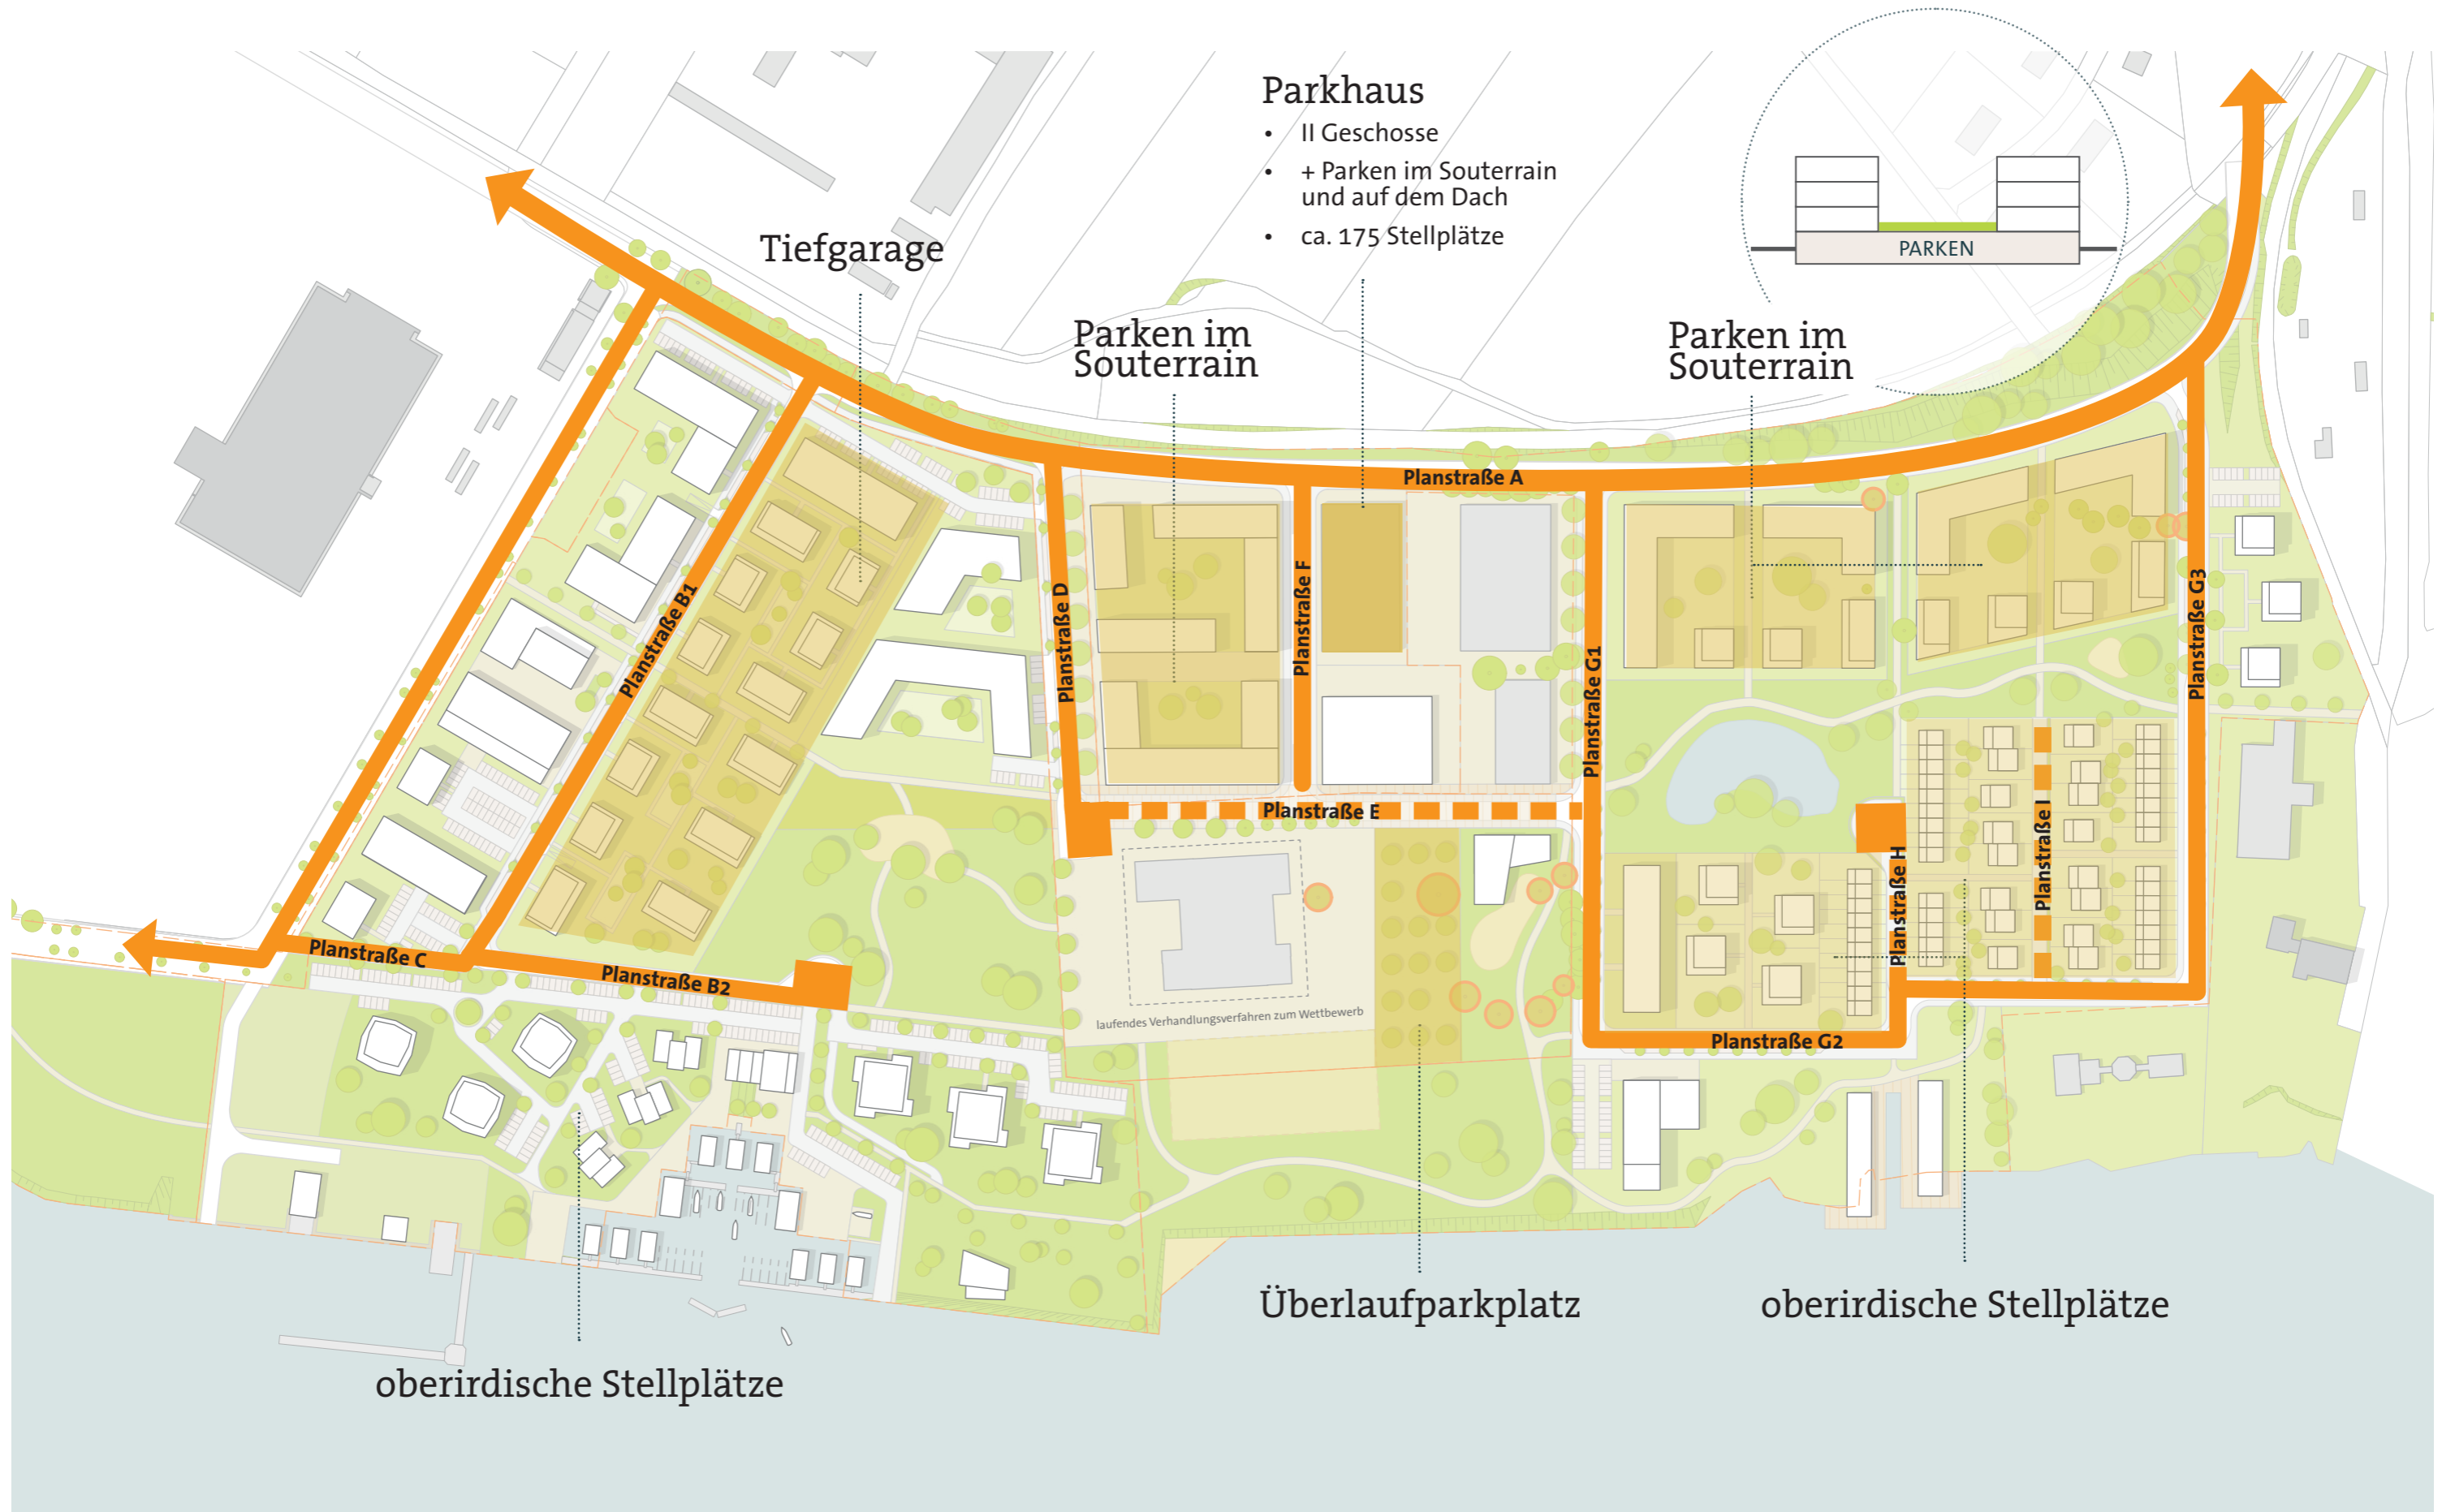 Parkhaus
• II Geschosse
• + Parken im Souterrain
und auf dem Dach
• ca. 175 Stellplätze
PARKEN
Tiefgarage
Parken im
Souterrain
Parken im
Souterrain
Planstraße A
Planstraße B1
Planstraße D
Planstraße F
Planstraße G1
Planstraße G3
Planstraße E
Planstraße H
Planstraße I
Planstraße C
Planstraße B2
laufendes Verhandlungsverfahren zum Wettbewerb
Planstraße G2
Überlaufparkplatz
oberirdische Stellplätze
oberirdische Stellplätze